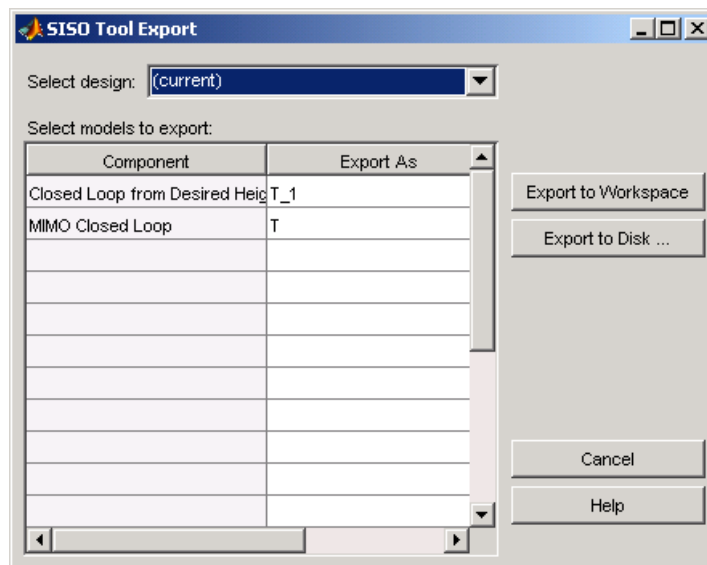 SISO Tool Export
Select design: (current)
Select models to export:
Component Export As
Closed Loop from Desired Heig T_1
MIMO Closed Loop T
Export to Workspace
Export to Disk ...
Cancel
Help